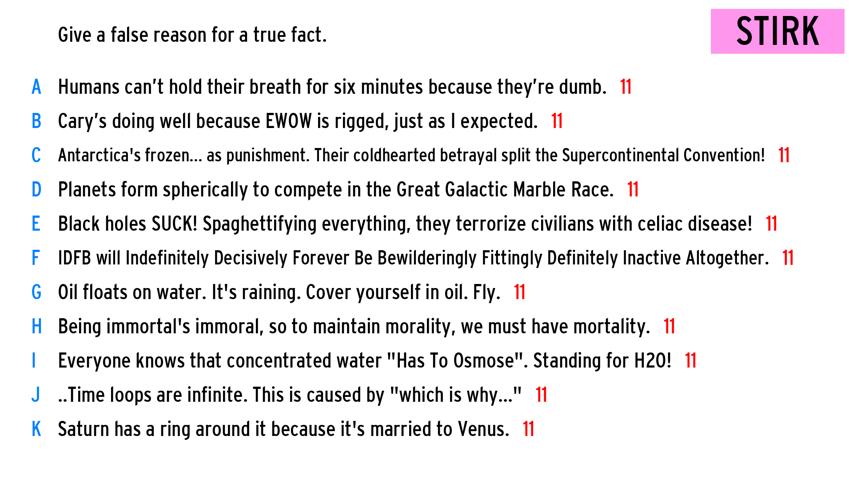 Give a false reason for a true fact.
STIRK
A Humans can't hold their breath for six minutes because they're dumb. 11
B Cary's doing well because EWOW is rigged, just as I expected. 11
C Antarctica's frozen... as punishment. Their coldhearted betrayal split the Supercontinental Convention! 11
D Planets form spherically to compete in the Great Galactic Marble Race. 11
E Black holes SUCK! Spaghettifying everything, they terrorize civilians with celiac disease! 11
F IDFB will Indefinitely Decisively Forever Be Bewilderingly Fittingly Definitely Inactive Altogether. 11
G Oil floats on water. It's raining. Cover yourself in oil. Fly. 11
H Being immortal's immoral, so to maintain morality, we must have mortality. 11
I Everyone knows that concentrated water "Has To Osmose". Standing for H2O! 11
J ..Time loops are infinite. This is caused by "which is why..." 11
K Saturn has a ring around it because it's married to Venus. 11